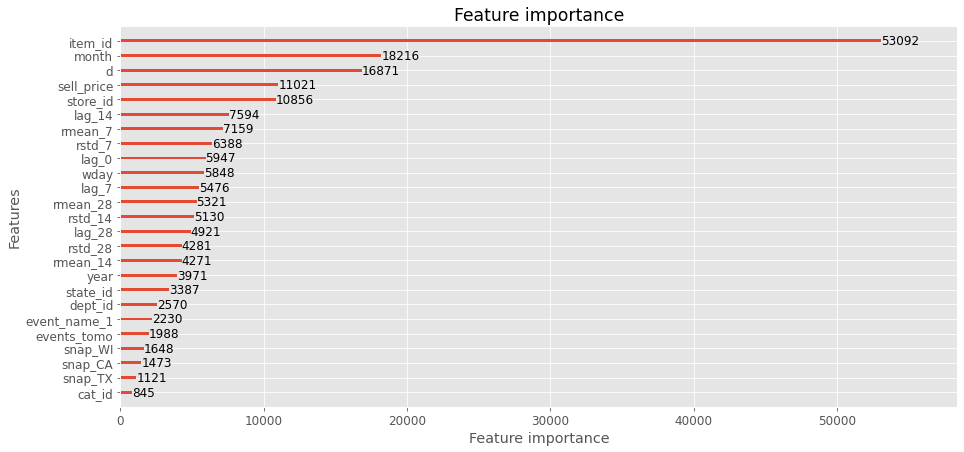 Feature importance
item_id 53092
month 18216
d 16871
sell_price 11021
store_id 10856
lag_14 7594
rmean_7 7159
rstd_7 6388
lag_0 5947
wday 5848
lag_7 5476
rmean_28 5321
rstd_14 5130
lag_28 4921
rstd_28 4281
rmean_14 4271
year 3971
state_id 3387
dept_id 2570
event_name_1 2230
events_tomo 1988
snap_WI 1648
snap_CA 1473
snap_TX 1121
cat_id 845
Features
0 10000 20000 30000 40000 50000
Feature importance